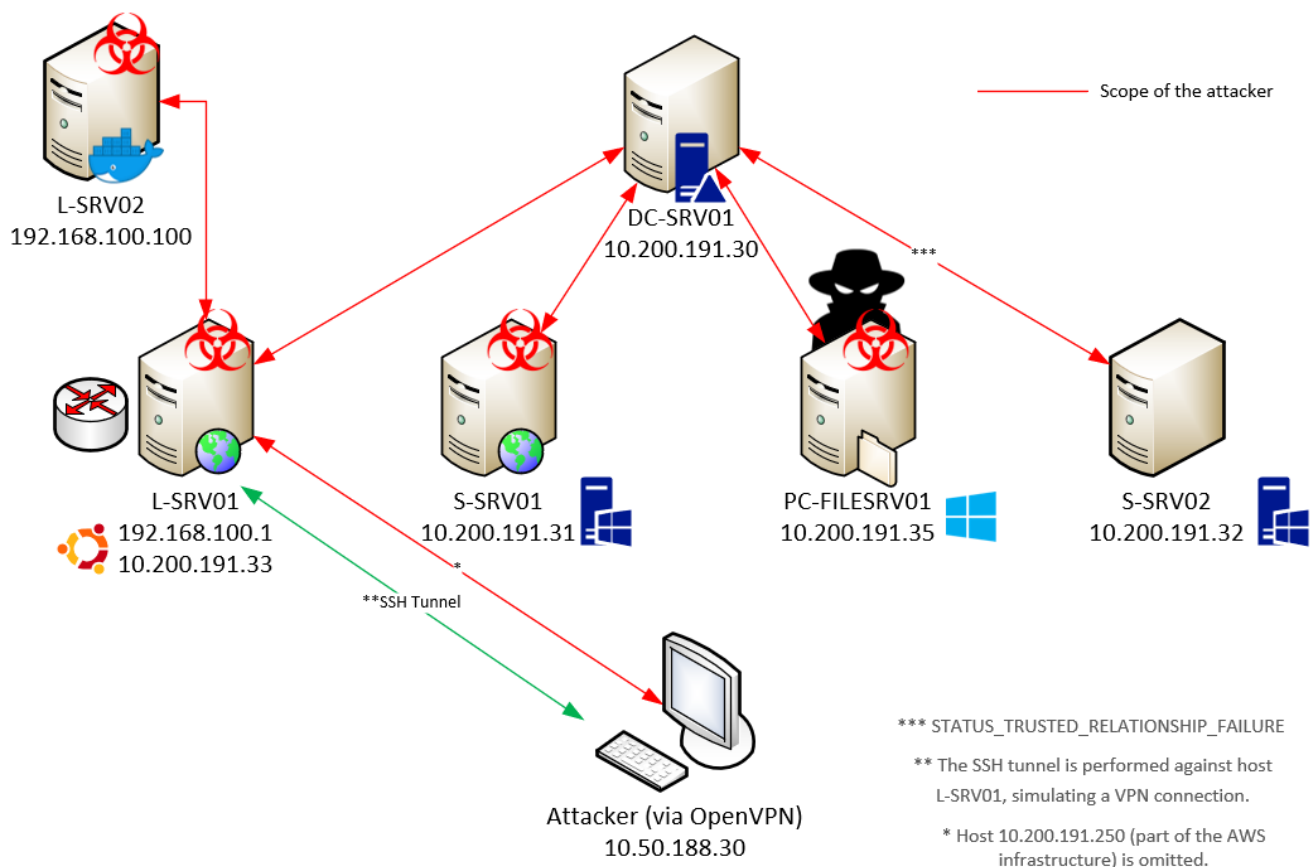 Scope of the attacker
L-SRV02
192.168.100.100
DC-SRV01
10.200.191.30
***
L-SRV01
192.168.100.1
10.200.191.33
S-SRV01
10.200.191.31
PC-FILESRV01
10.200.191.35
S-SRV02
10.200.191.32
*
**SSH Tunnel
Attacker (via OpenVPN)
10.50.188.30
*** STATUS_TRUSTED_RELATIONSHIP_FAILURE
** The SSH tunnel is performed against host
L-SRV01, simulating a VPN connection.
* Host 10.200.191.250 (part of the AWS
infrastructure) is omitted.